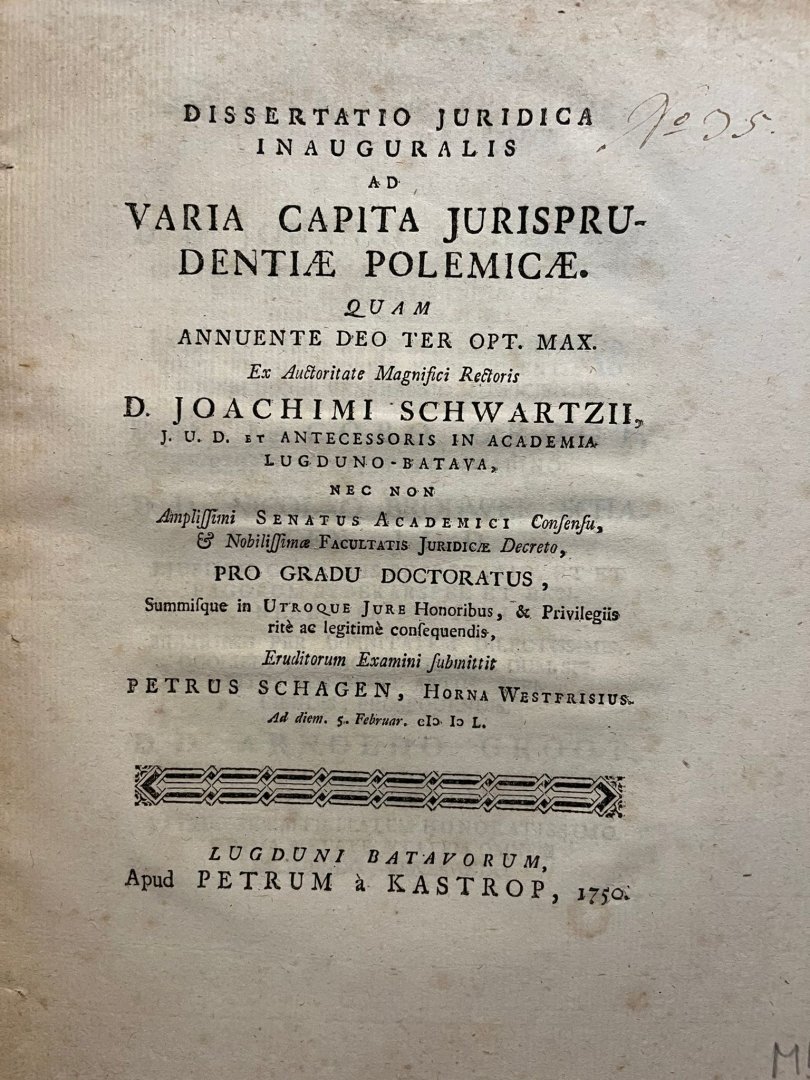 DISSERTATIO JURIDICA
INAUGURALIS
AD
VARIA CAPITA JURISPRU-
DENTIÆ POLEMICÆ.
QUAM
ANNUENTE DEO TER OPT. MAX.
Ex Auctoritate Magnifici Rectoris
D. JOACHIMI SCHWARTZII,
J. U. D. ET ANTECESSORIS IN ACADEMIA
LUGDUNO-BATAVA,
NEC NON
Ampliſſimi SENATUS ACADEMICI Conſenſu,
& Nobiliſſimæ FACULTATIS JURIDICÆ Decreto,
PRO GRADU DOCTORATUS,
Summiſque in UTROQUE JURE Honoribus, & Privilegiis
ritè ac legitimè conſequendis,
Eruditorum Examini ſubmittit
PETRUS SCHAGEN, HORNA WESTFRISIUS.
Ad diem. 5. Februar. cIɔ Iɔ L.
LUGDUNI BATAVORUM,
Apud PETRUM à KASTROP, 1750.
No 35.